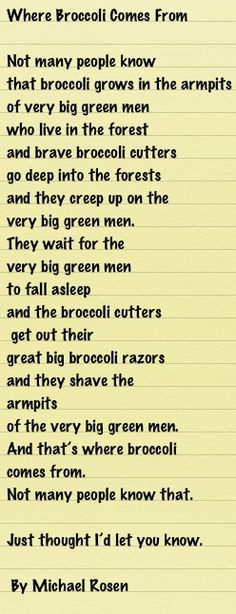 Where Broccoli Comes From
Not many people know
that broccoli grows in the armpits
of very big green men
who live in the forest
and brave broccoli cutters
go deep into the forests
and they creep up on the
very big green men.
They wait for the
very big green men
to fall asleep
and the broccoli cutters
get out their
great big broccoli razors
and they shave the
armpits
of the very big green men.
And that's where broccoli
comes from.
Not many people know that.
Just thought I'd let you know.
By Michael Rosen